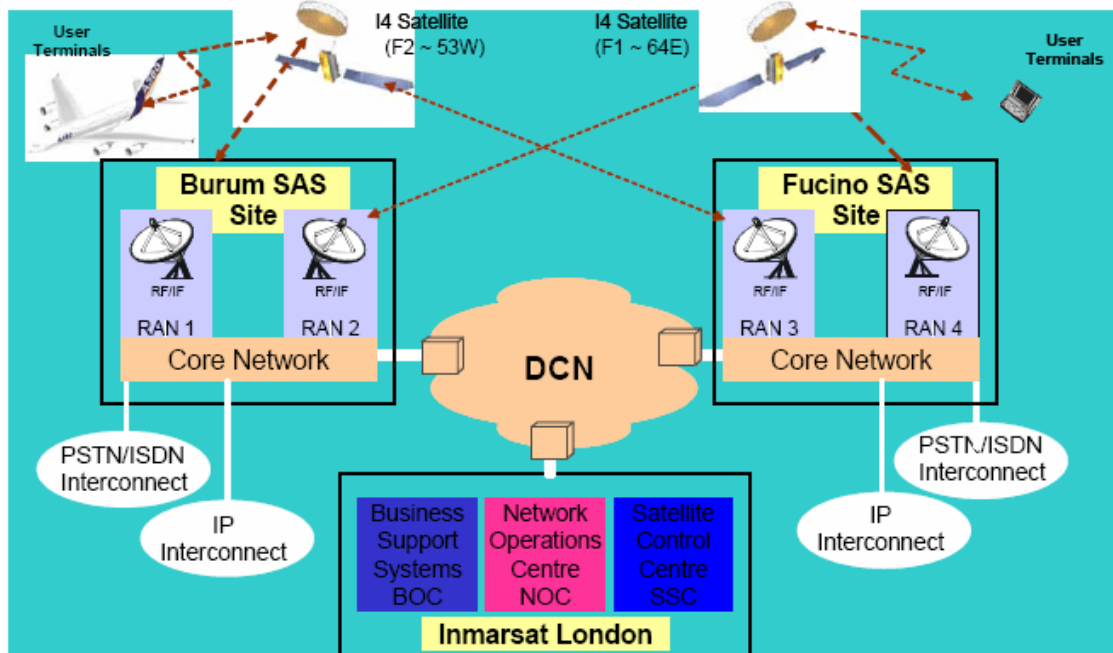 User
Terminals
I4 Satellite
(F2 ~ 53W)
I4 Satellite
(F1 ~ 64E)
User
Terminals
A380
Burum SAS
Site
Fucino SAS
Site
RF/IF
RAN 1
RF/IF
RAN 2
RF/IF
RAN 3
RF/IF
RAN 4
Core Network
DCN
Core Network
PSTN/ISDN
Interconnect
IP
Interconnect
PSTN/ISDN
Interconnect
IP
Interconnect
Business
Support
Systems
BOC
Network
Operations
Centre
NOC
Satellite
Control
Centre
SSC
Inmarsat London